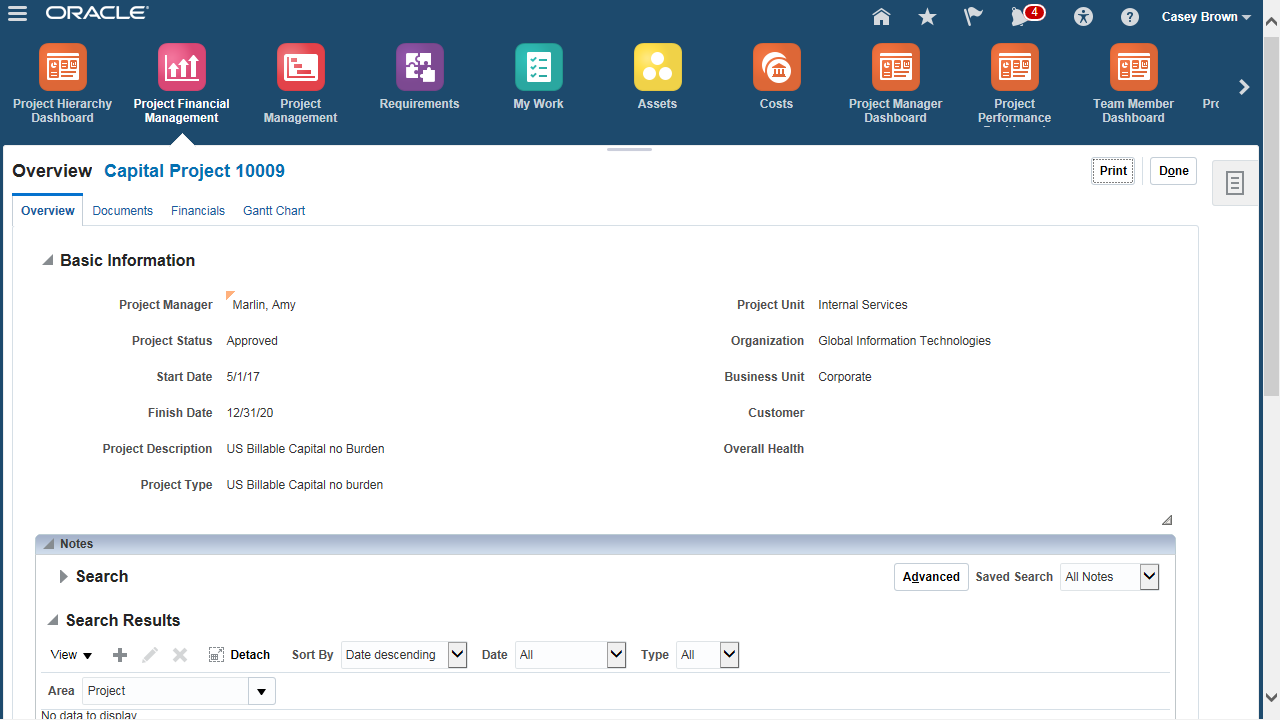 ORACLE
4
Casey Brown
Project Hierarchy Dashboard
Project Financial Management
Project Management
Requirements
My Work
Assets
Costs
Project Manager Dashboard
Project Performance
Team Member Dashboard
Overview Capital Project 10009
Print Done
Overview Documents Financials Gantt Chart
Basic Information
Project Manager Marlin, Amy
Project Unit Internal Services
Project Status Approved
Organization Global Information Technologies
Start Date 5/1/17
Business Unit Corporate
Finish Date 12/31/20
Customer
Project Description US Billable Capital no Burden
Overall Health
Project Type US Billable Capital no burden
Notes
Search
Advanced Saved Search All Notes
Search Results
View Detach Sort By Date descending Date All Type All
Area Project
No data to display